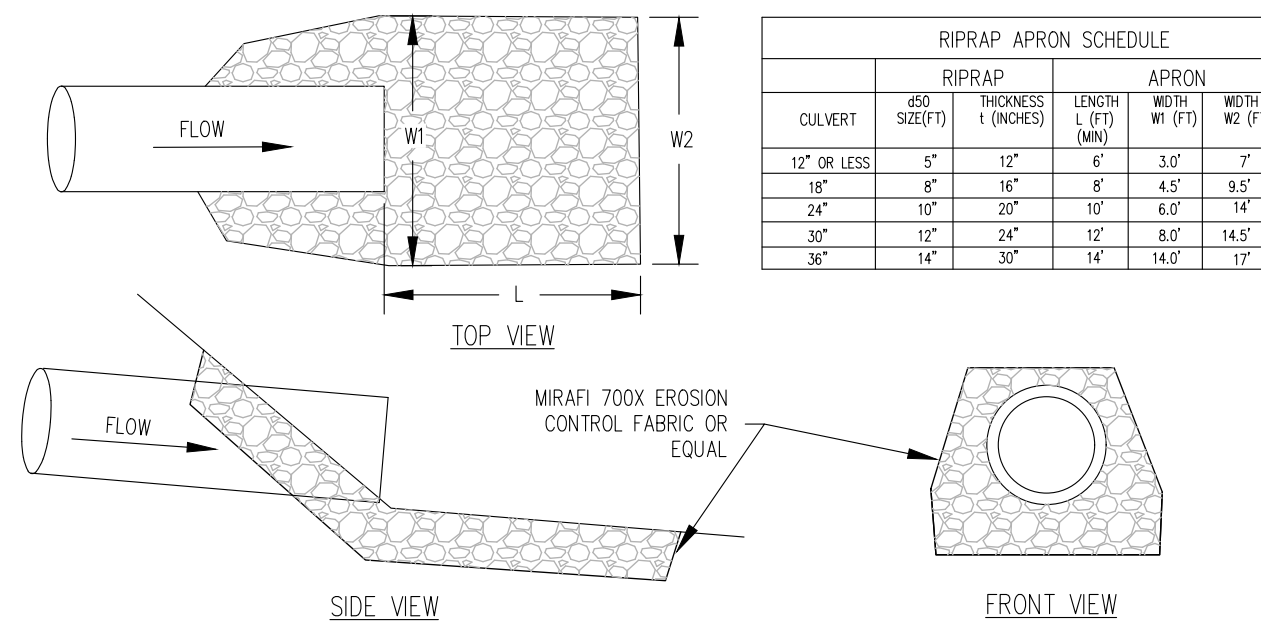 FLOW
W1
W2
L
TOP VIEW
RIPRAP APRON SCHEDULE
RIPRAP APRON
CULVERT d50 SIZE(FT) THICKNESS t (INCHES) LENGTH L (FT) (MIN) WIDTH W1 (FT) WIDTH W2
12" OR LESS 5" 12" 6' 3.0' 7'
18" 8" 16" 8' 4.5' 9.5'
24" 10" 20" 10' 6.0' 14'
30" 12" 24" 12' 8.0' 14.5'
36" 14" 30" 14' 14.0' 17'
FLOW
SIDE VIEW
MIRAFI 700X EROSION
CONTROL FABRIC OR
EQUAL
FRONT VIEW